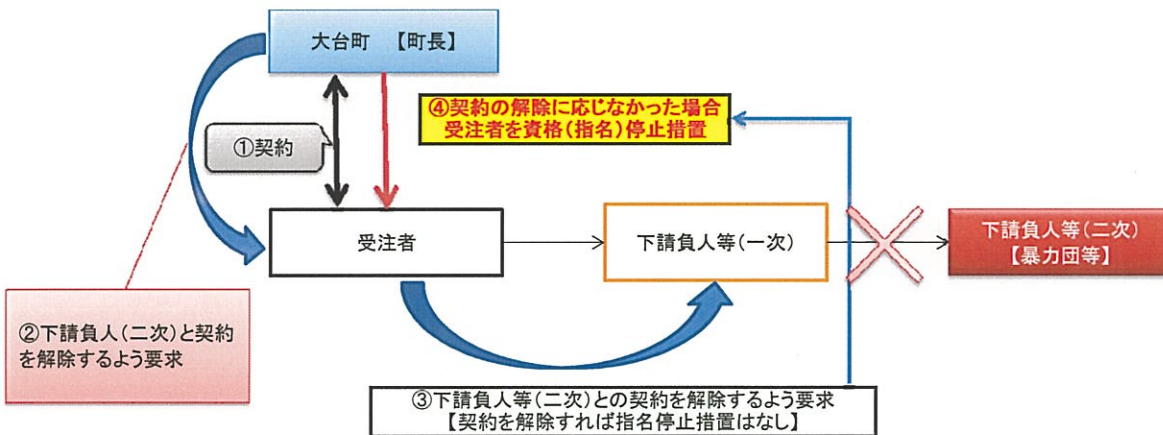 大台町　【町長】
④契約の解除に応じなかった場合
受注者を資格(指名)停止措置
①契約
受注者
下請負人等(一次)
下請負人等(二次)
【暴力団等】
②下請負人(二次)と契約
を解除するよう要求
③下請負人等(二次)との契約を解除するよう要求
【契約を解除すれば指名停止措置はなし】